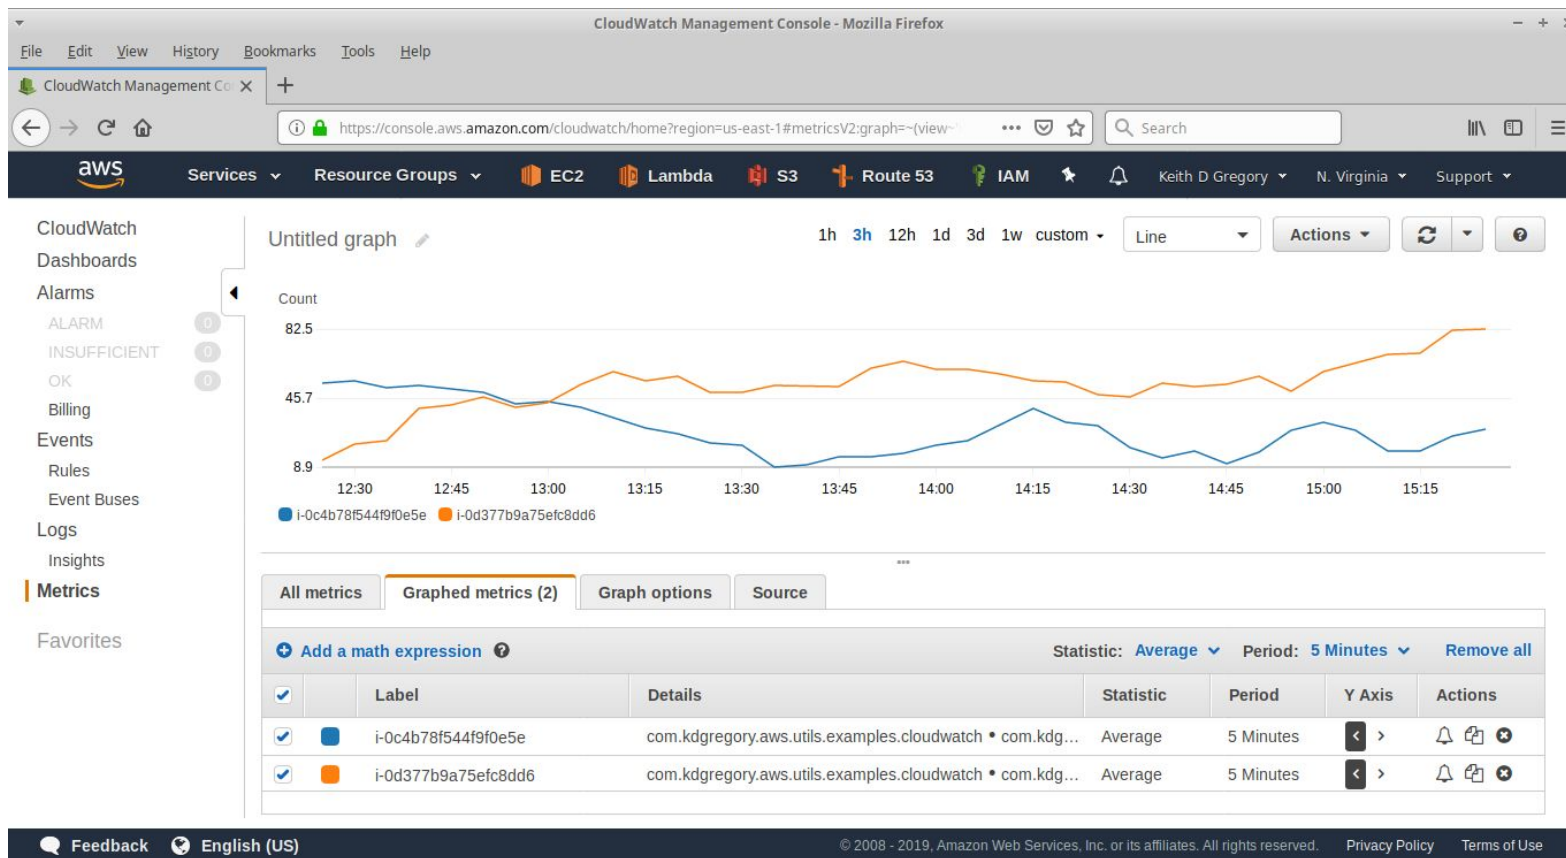 CloudWatch Management Console - Mozilla Firefox
File Edit View History Bookmarks Tools Help
CloudWatch Management Co
https://console.aws.amazon.com/cloudwatch/home?region=us-east-1#metricsV2:graph=~(view~
Search
aws Services Resource Groups EC2 Lambda S3 Route 53 IAM Keith D Gregory N. Virginia Support
CloudWatch
Dashboards
Alarms
ALARM 0
INSUFFICIENT 0
OK 0
Billing
Events
Rules
Event Buses
Logs
Insights
Metrics
Favorites
Untitled graph 1h 3h 12h 1d 3d 1w custom Line Actions
Count
82.5
45.7
8.9
12:30 12:45 13:00 13:15 13:30 13:45 14:00 14:15 14:30 14:45 15:00 15:15
i-0c4b78f544f9f0e5e i-0d377b9a75efc8dd6
All metrics Graphed metrics (2) Graph options Source
Add a math expression Statistic: Average Period: 5 Minutes Remove all
Label Details Statistic Period Y Axis Actions
i-0c4b78f544f9f0e5e com.kdgregory.aws.utils.examples.cloudwatch • com.kdg... Average 5 Minutes
i-0d377b9a75efc8dd6 com.kdgregory.aws.utils.examples.cloudwatch • com.kdg... Average 5 Minutes
Feedback English (US) © 2008 - 2019, Amazon Web Services, Inc. or its affiliates. All rights reserved. Privacy Policy Terms of Use